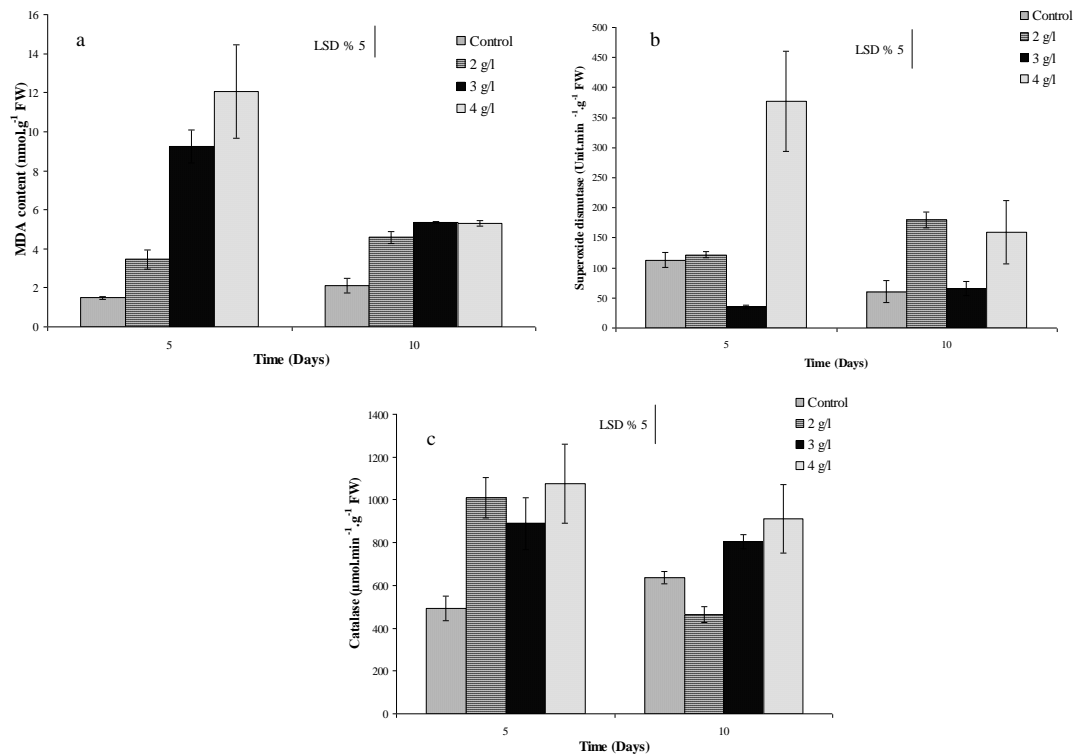 a
LSD % 5
Control
2 g/l
3 g/l
4 g/l
MDA content (nmol.g⁻¹ FW)
16
14
12
10
8
6
4
2
0
5
10
Time (Days)
b
LSD % 5
Control
2 g/l
3 g/l
4 g/l
Superoxide dismutase (Unit.min ⁻¹.g⁻¹ FW)
500
450
400
350
300
250
200
150
100
50
0
5
10
Time (Days)
c
LSD % 5
Control
2 g/l
3 g/l
4 g/l
Catalase (µmol.min ⁻¹.g⁻¹ FW)
1400
1200
1000
800
600
400
200
0
5
10
Time (Days)